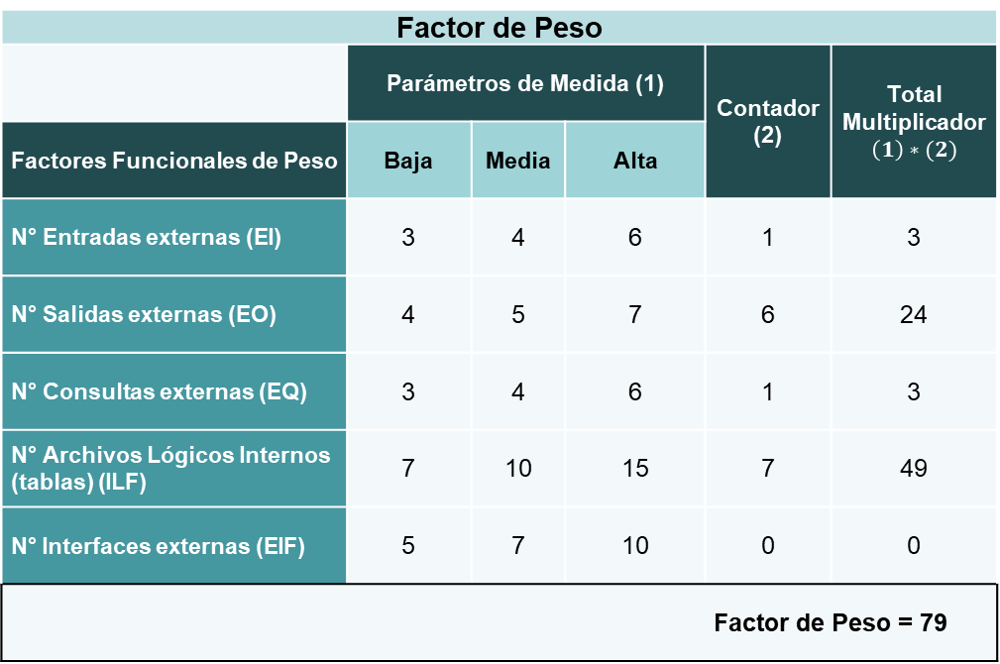 Factor de Peso
Parámetros de Medida (1)
Contador
(2)
Total
Multiplicador
(1) ∗ (2)
Factores Funcionales de Peso
Baja
Media
Alta
N° Entradas externas (EI)
3
4
6
1
3
N° Salidas externas (EO)
4
5
7
6
24
N° Consultas externas (EQ)
3
4
6
1
3
N° Archivos Lógicos Internos
(tablas) (ILF)
7
10
15
7
49
N° Interfaces externas (EIF)
5
7
10
0
0
Factor de Peso = 79